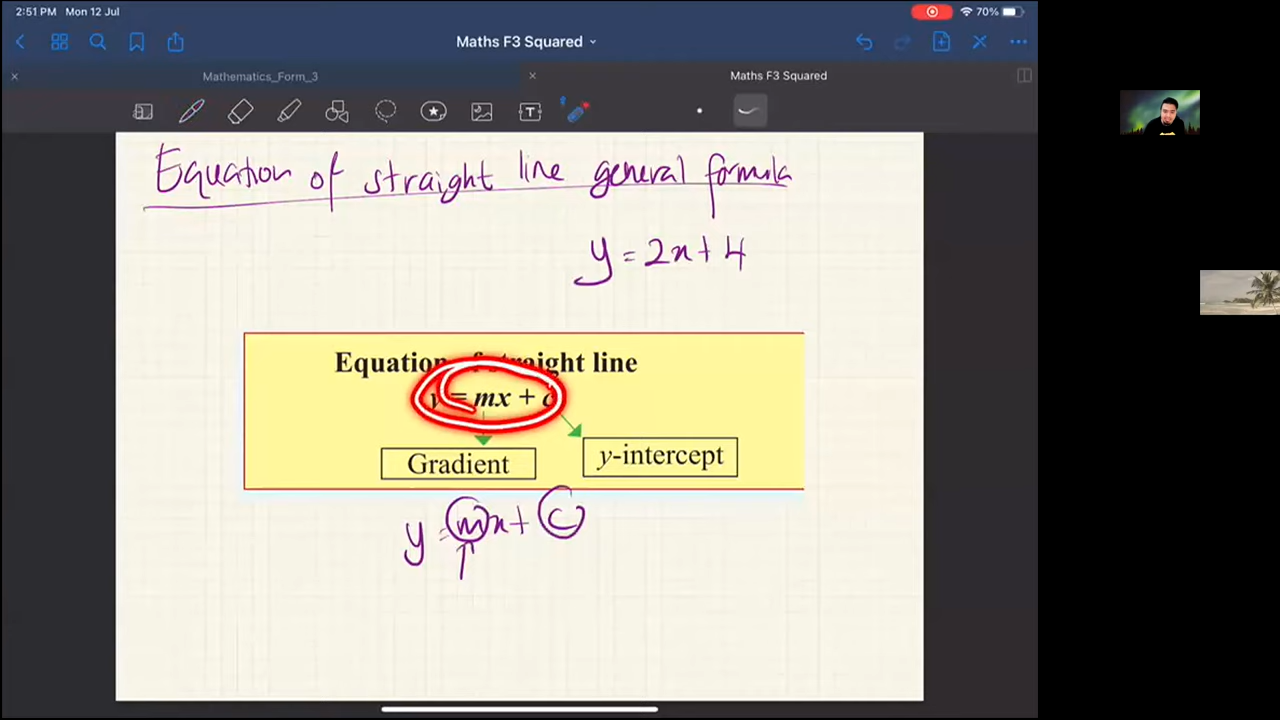 2:51 PM Mon 12 Jul
70%
Maths F3 Squared
Mathematics_Form_3
Maths F3 Squared
T
Equation of straight line general formula
y = 2x + 4
Equation of straight line
y = mx + c
Gradient
y-intercept
y = mx + c